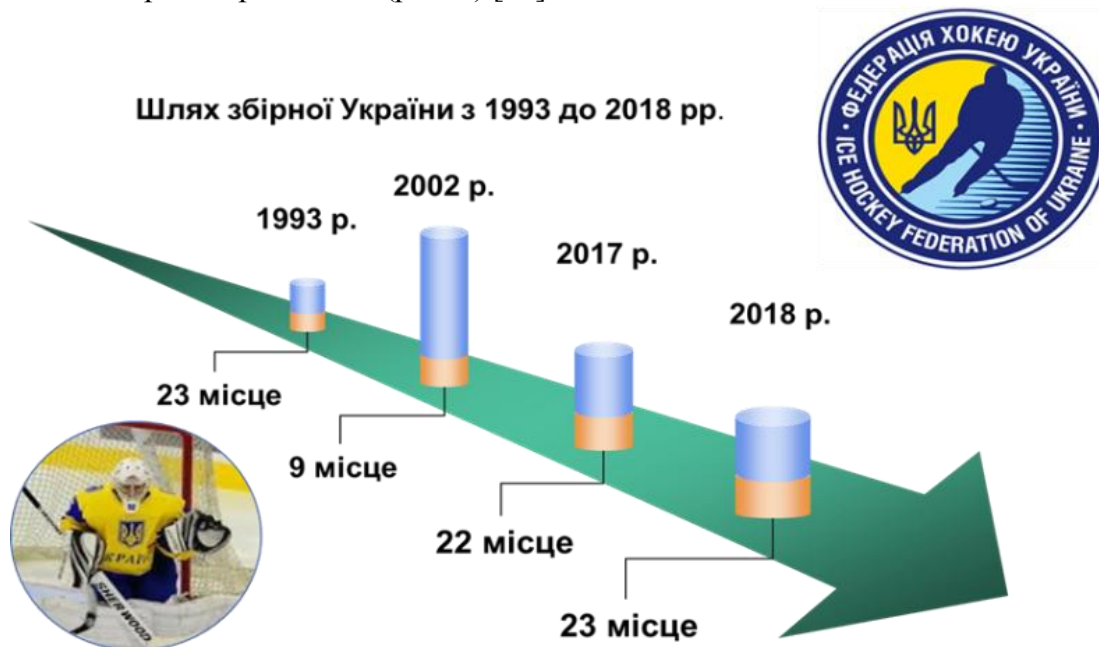 Шлях збірної України з 1993 до 2018 рр.
ФЕДЕРАЦІЯ ХОКЕЮ УКРАЇНИ
ICE HOCKEY FEDERATION OF UKRAINE
1993 р.
2002 р.
2017 р.
2018 р.
23 місце
9 місце
22 місце
23 місце
SHERWOOD